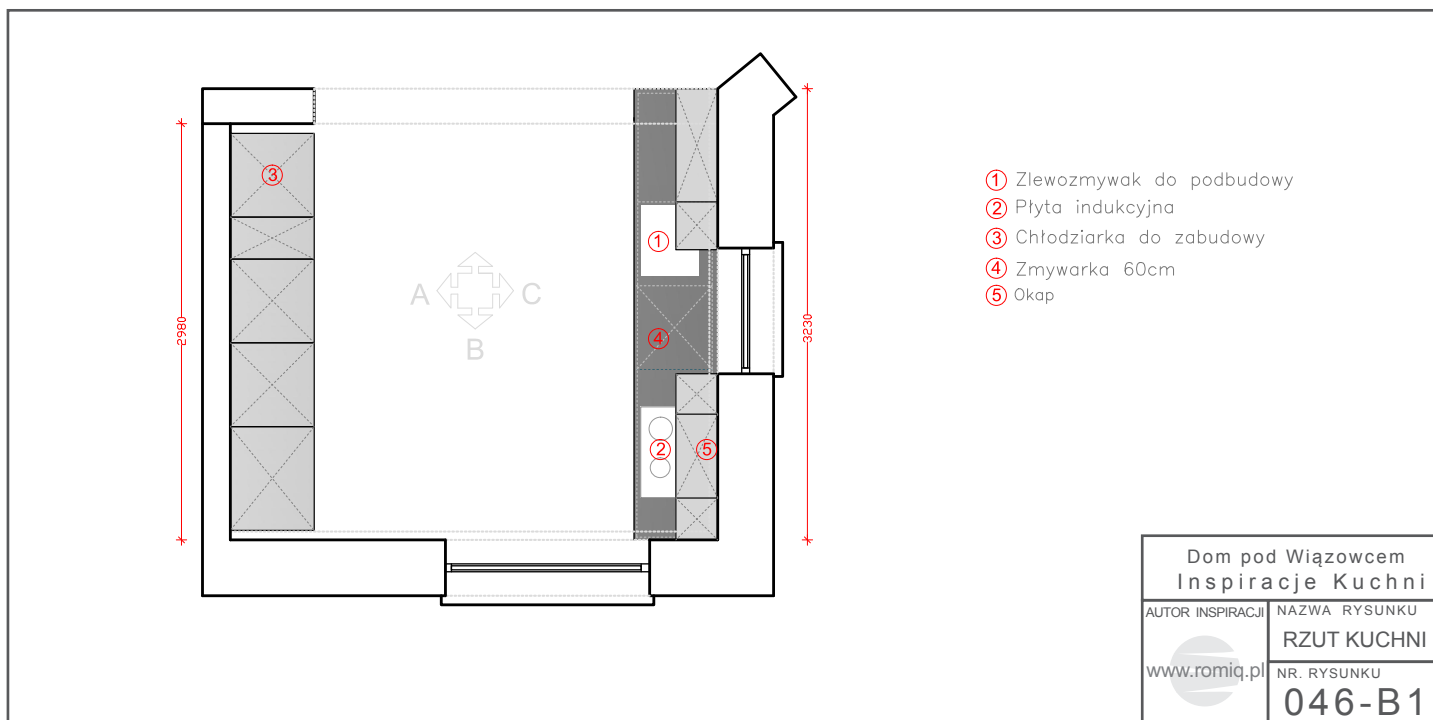 3
1
A
C
B
4
2
5
2980
3230
1 Zlewozmywak do podbudowy
2 Płyta indukcyjna
3 Chłodziarka do zabudowy
4 Zmywarka 60cm
5 Okap
Dom pod Wiązowcem
Inspiracje Kuchni
AUTOR INSPIRACJI
www.romiq.pl
NAZWA RYSUNKU
RZUT KUCHNI
NR. RYSUNKU
046-B1